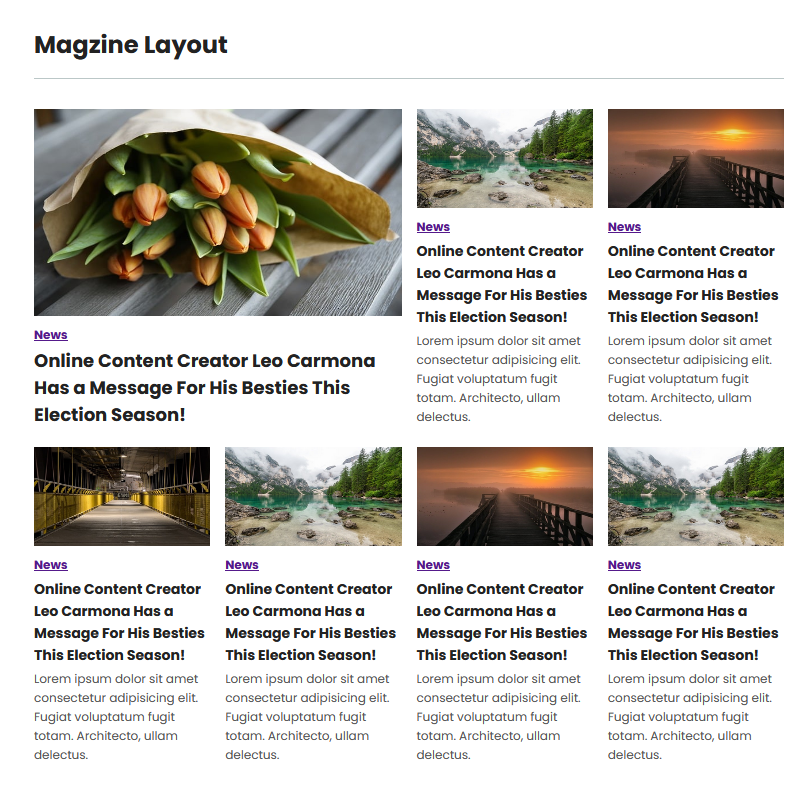 Magzine Layout
News
Online Content Creator Leo Carmona
Has a Message For His Besties This
Election Season!
News
Online Content Creator
Leo Carmona Has a
Message For His Besties
This Election Season!
Lorem ipsum dolor sit amet
consectetur adipisicing elit.
Fugiat voluptatum fugit
totam. Architecto, ullam
delectus.
News
Online Content Creator
Leo Carmona Has a
Message For His Besties
This Election Season!
Lorem ipsum dolor sit amet
consectetur adipisicing elit.
Fugiat voluptatum fugit
totam. Architecto, ullam
delectus.
News
Online Content Creator
Leo Carmona Has a
Message For His Besties
This Election Season!
Lorem ipsum dolor sit amet
consectetur adipisicing elit.
Fugiat voluptatum fugit
totam. Architecto, ullam
delectus.
News
Online Content Creator
Leo Carmona Has a
Message For His Besties
This Election Season!
Lorem ipsum dolor sit amet
consectetur adipisicing elit.
Fugiat voluptatum fugit
totam. Architecto, ullam
delectus.
News
Online Content Creator
Leo Carmona Has a
Message For His Besties
This Election Season!
Lorem ipsum dolor sit amet
consectetur adipisicing elit.
Fugiat voluptatum fugit
totam. Architecto, ullam
delectus.
News
Online Content Creator
Leo Carmona Has a
Message For His Besties
This Election Season!
Lorem ipsum dolor sit amet
consectetur adipisicing elit.
Fugiat voluptatum fugit
totam. Architecto, ullam
delectus.